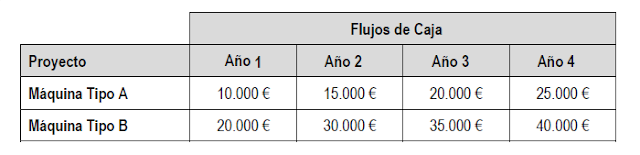 Flujos de Caja
Proyecto Año 1 Año 2 Año 3 Año 4
Máquina Tipo A 10.000 € 15.000 € 20.000 € 25.000 €
Máquina Tipo B 20.000 € 30.000 € 35.000 € 40.000 €